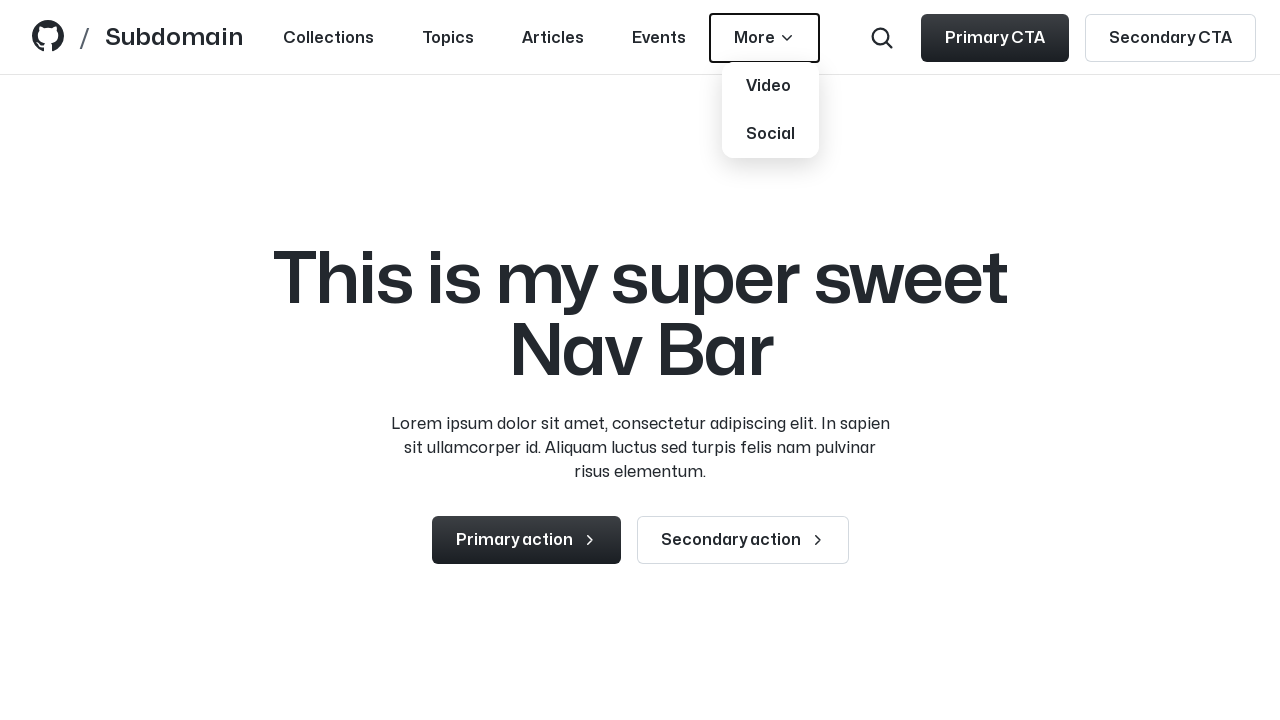 / Subdomain Collections Topics Articles Events More Primary CTA Secondary CTA
Video
Social
This is my super sweet
Nav Bar
Lorem ipsum dolor sit amet, consectetur adipiscing elit. In sapien
sit ullamcorper id. Aliquam luctus sed turpis felis nam pulvinar
risus elementum.
Primary action Secondary action